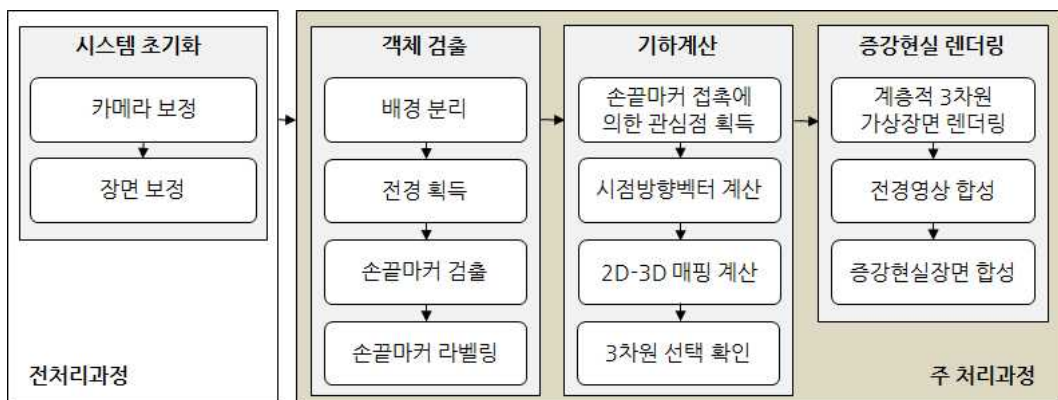 시스템 초기화
카메라 보정
장면 보정
전처리과정
객체 검출
배경 분리
전경 획득
손끝마커 검출
손끝마커 라벨링
기하계산
손끝마커 접촉에
의한 관심점 획득
시점방향벡터 계산
2D-3D 매핑 계산
3차원 선택 확인
증강현실 렌더링
계층적 3차원
가상장면 렌더링
전경영상 합성
증강현실장면 합성
주 처리과정